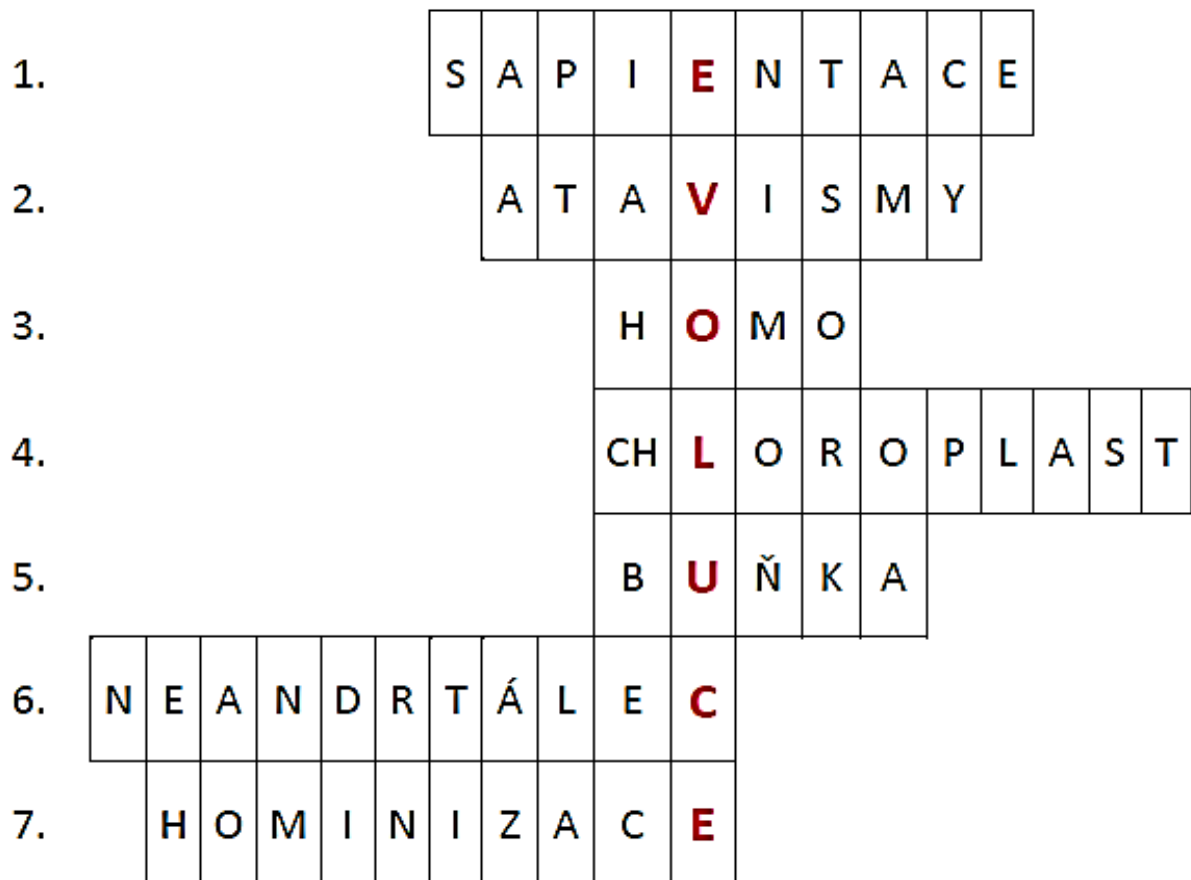 1. SAPIENTACE
2. ATAVISMY
3. HOMO
4. CHLOROPLAST
5. BUŇKA
6. NEANDRTÁLEC
7. HOMINIZACE